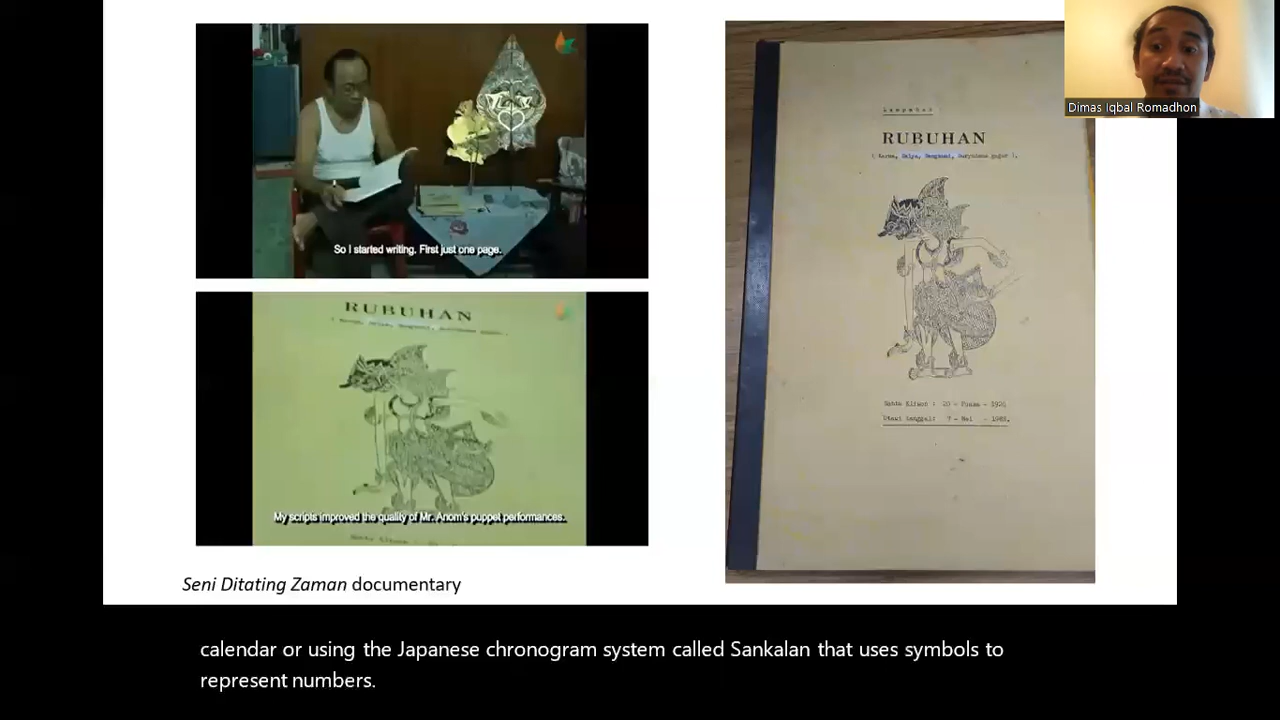 So I started writing. First just one page.
RUBUHAN
My scripts improved the quality of Mr. Anom's puppet performances.
Seni Ditating Zaman documentary
RUBUHAN
Dimas Iqbal Romadhon
calendar or using the Japanese chronogram system called Sankalan that uses symbols to
represent numbers.